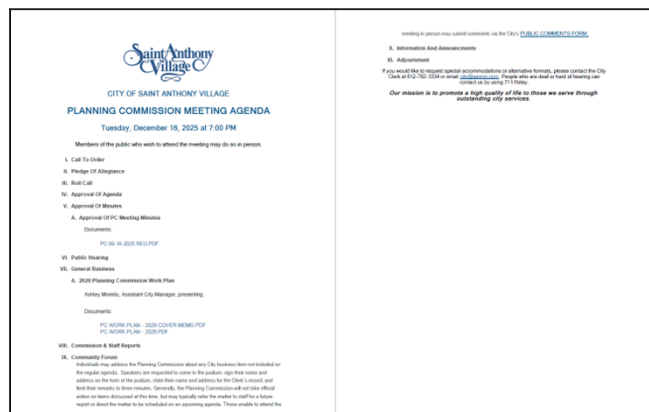 Saint Anthony
Village
CITY OF SAINT ANTHONY VILLAGE
PLANNING COMMISSION MEETING AGENDA
Tuesday, December 16, 2025 at 7:00 PM
Members of the public who wish to attend the meeting may do so in person.
I. Call To Order
II. Pledge Of Allegiance
III. Roll Call
IV. Approval Of Agenda
V. Approval Of Minutes
A. Approval Of PC Meeting Minutes
Documents:
PC 09-16-2025 REG.PDF
VI. Public Hearing
VII. General Business
A. 2026 Planning Commission Work Plan
Ashley Morello, Assistant City Manager, presenting
Documents:
PC WORK PLAN - 2026 COVER MEMO.PDF
PC WORK PLAN - 2026.PDF
VIII. Commission & Staff Reports
IX. Community Forum
Individuals may address the Planning Commission about any City business item not included on
the regular agenda. Speakers are requested to come to the podium, sign their name and
address on the form at the podium, state their name and address for the Clerk's record, and
limit their remarks to three minutes. Generally, the Planning Commission will not take official
action on items discussed at this time, but may typically refer the matter to staff for a future
report or direct the matter to be scheduled on an upcoming agenda. Those unable to attend the
meeting in person may submit comments via the City's PUBLIC COMMENTS FORM.
X. Information And Announcements
XI. Adjournment
If you would like to request special accommodations or alternative formats, please contact the City
Clerk at 612-782-3334 or email city@savmn.com. People who are deaf or hard of hearing can
contact us by using 711 Relay.
Our mission is to promote a high quality of life to those we serve through
outstanding city services.